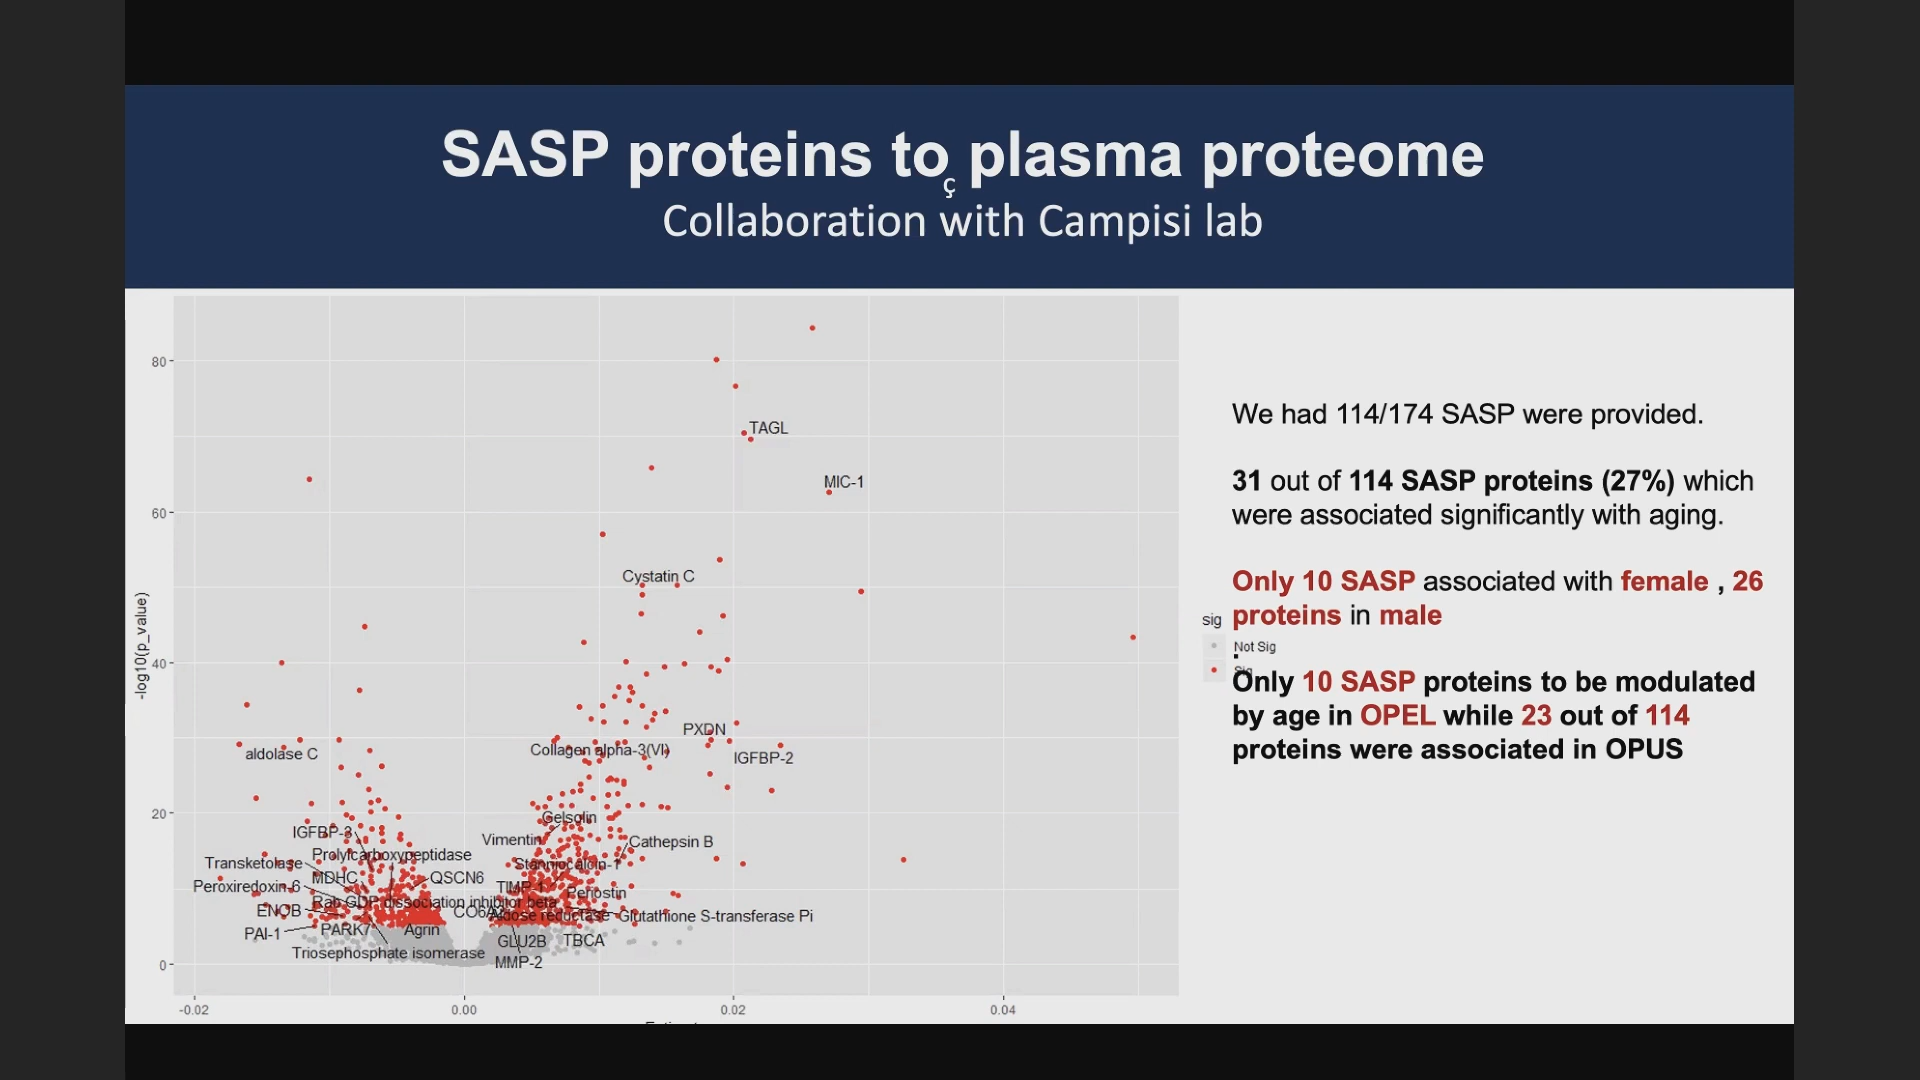 SASP proteins to plasma proteome
ç
Collaboration with Campisi lab
80
60
40
20
0
-log10(p_value)
-0.02
0.00
0.02
0.04
TAGL
MIC-1
Cystatin C
PXDN
Collagen alpha-3(VI)
IGFBP-2
aldolase C
Gelsolin
IGFBP-3
Vimentin
Cathepsin B
Prolylcarboxypeptidase
Transketolase
Stanniocalcin-1
MDHC
QSCN6
Peroxiredoxin-6
TIMP-1
Periostin
Rab GDP dissociation inhibitor beta
ENOB
CO6A2
Aldose reductase
Glutathione S-transferase Pi
PAI-1
PARK7
Agrin
GLU2B
TBCA
Triosephosphate isomerase
MMP-2
We had 114/174 SASP were provided.
31 out of 114 SASP proteins (27%) which
were associated significantly with aging.
Only 10 SASP associated with female , 26
proteins in male
.
sig
Not Sig
Sig
Only 10 SASP proteins to be modulated
by age in OPEL while 23 out of 114
proteins were associated in OPUS